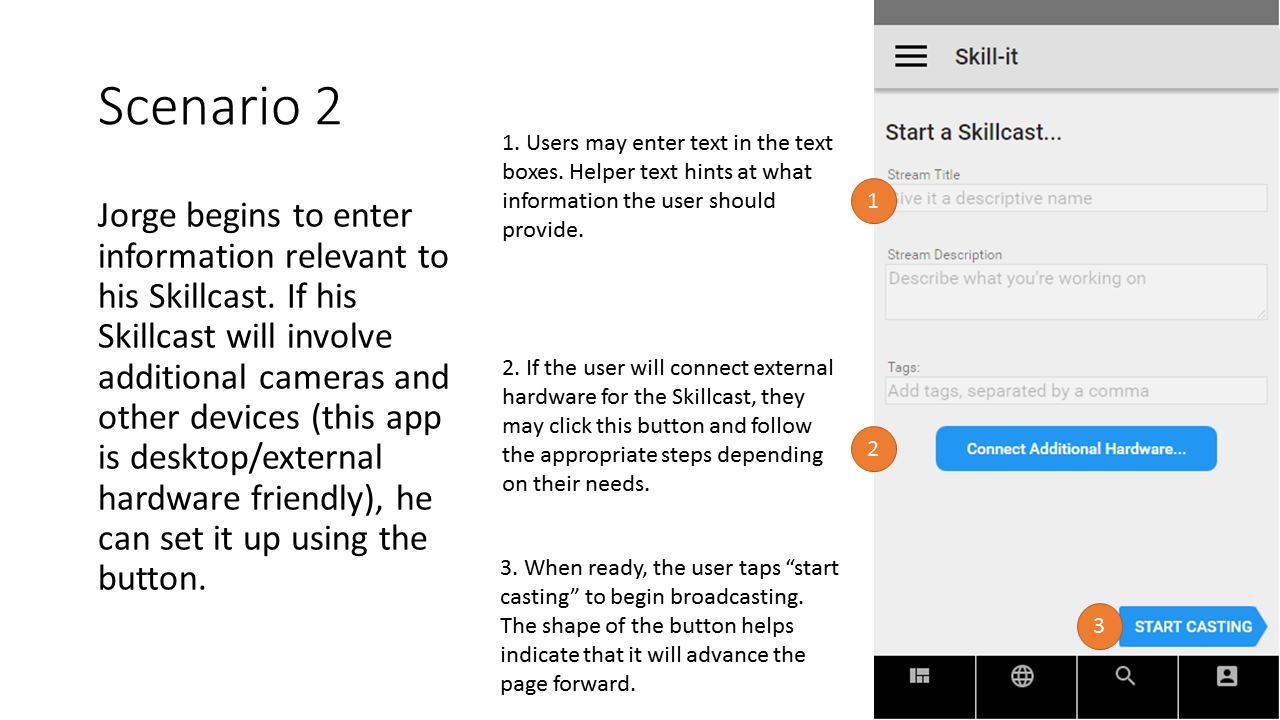 Scenario 2
Jorge begins to enter
information relevant to
his Skillcast. If his
Skillcast will involve
additional cameras and
other devices (this app
is desktop/external
hardware friendly), he
can set it up using the
button.
1. Users may enter text in the text
boxes. Helper text hints at what
information the user should
provide.
2. If the user will connect external
hardware for the Skillcast, they
may click this button and follow
the appropriate steps depending
on their needs.
3. When ready, the user taps “start
casting” to begin broadcasting.
The shape of the button helps
indicate that it will advance the
page forward.
Skill-it
Start a Skillcast...
Stream Title
1
it a descriptive name
Stream Description
Describe what you're working on
Tags:
Add tags, separated by a comma
2
Connect Additional Hardware...
3
START CASTING